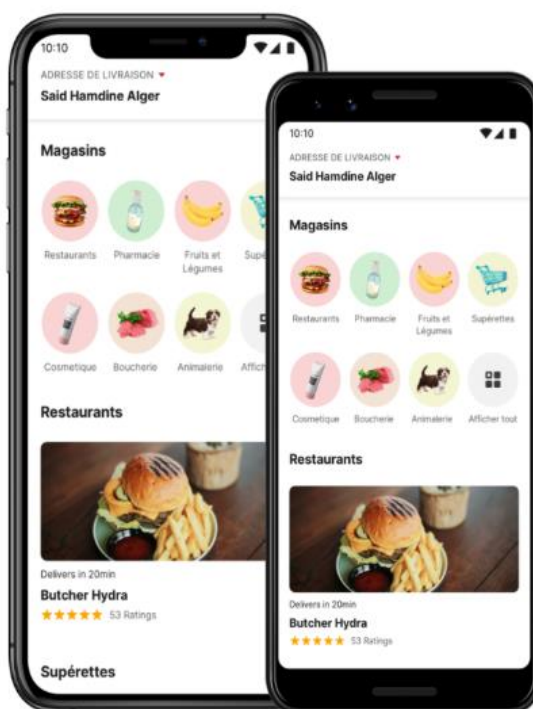 10:10
ADRESSE DE LIVRAISON
Said Hamdine Alger
Magasins
Restaurants
Pharmacie
Fruits et
Légumes
Cosmetique
Boucherie
Animalerie
Restaurants
Delivers in 20min
Butcher Hydra
53 Ratings
Supérettes
10:10
ADRESSE DE LIVRAISON
Said Hamdine Alger
Magasins
Restaurants
Pharmacie
Fruits et
Légumes
Supérettes
Cosmetique
Boucherie
Animalerie
Afficher tout
Restaurants
Delivers in 20min
Butcher Hydra
53 Ratings